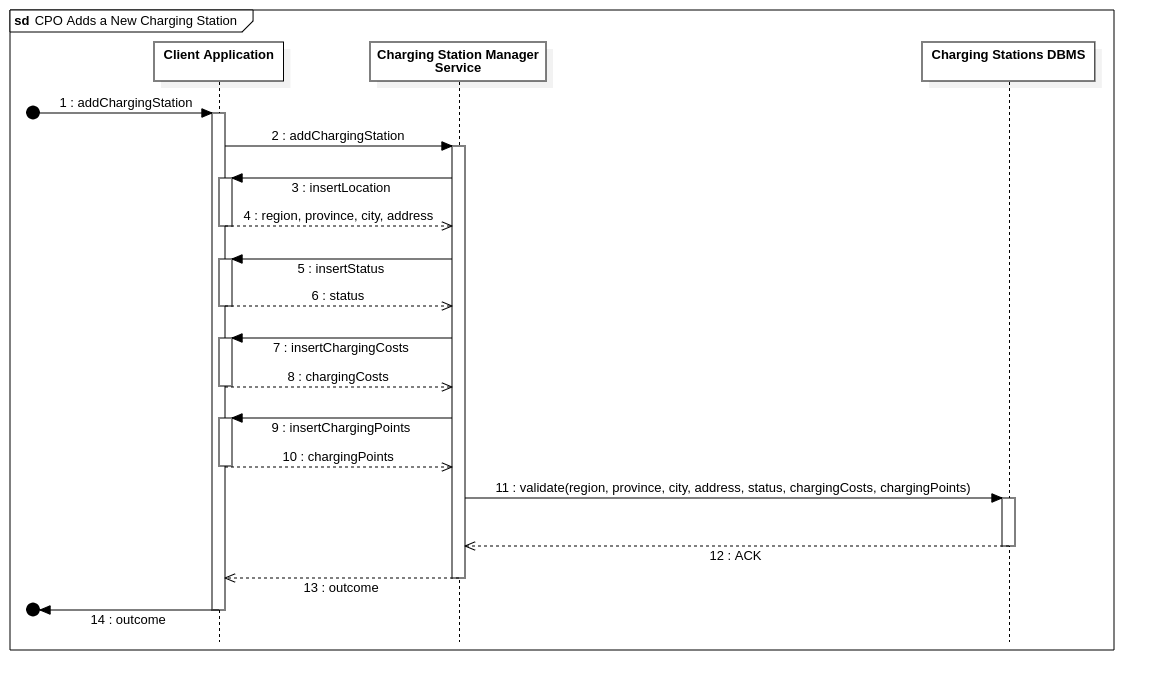 sd CPO Adds a New Charging Station
Client Application
Charging Station Manager
Service
Charging Stations DBMS
1 : addChargingStation
2 : addChargingStation
3 : insertLocation
4 : region, province, city, address
5 : insertStatus
6 : status
7 : insertChargingCosts
8 : chargingCosts
9 : insertChargingPoints
10 : chargingPoints
11 : validate(region, province, city, address, status, chargingCosts, chargingPoints)
12 : ACK
13 : outcome
14 : outcome